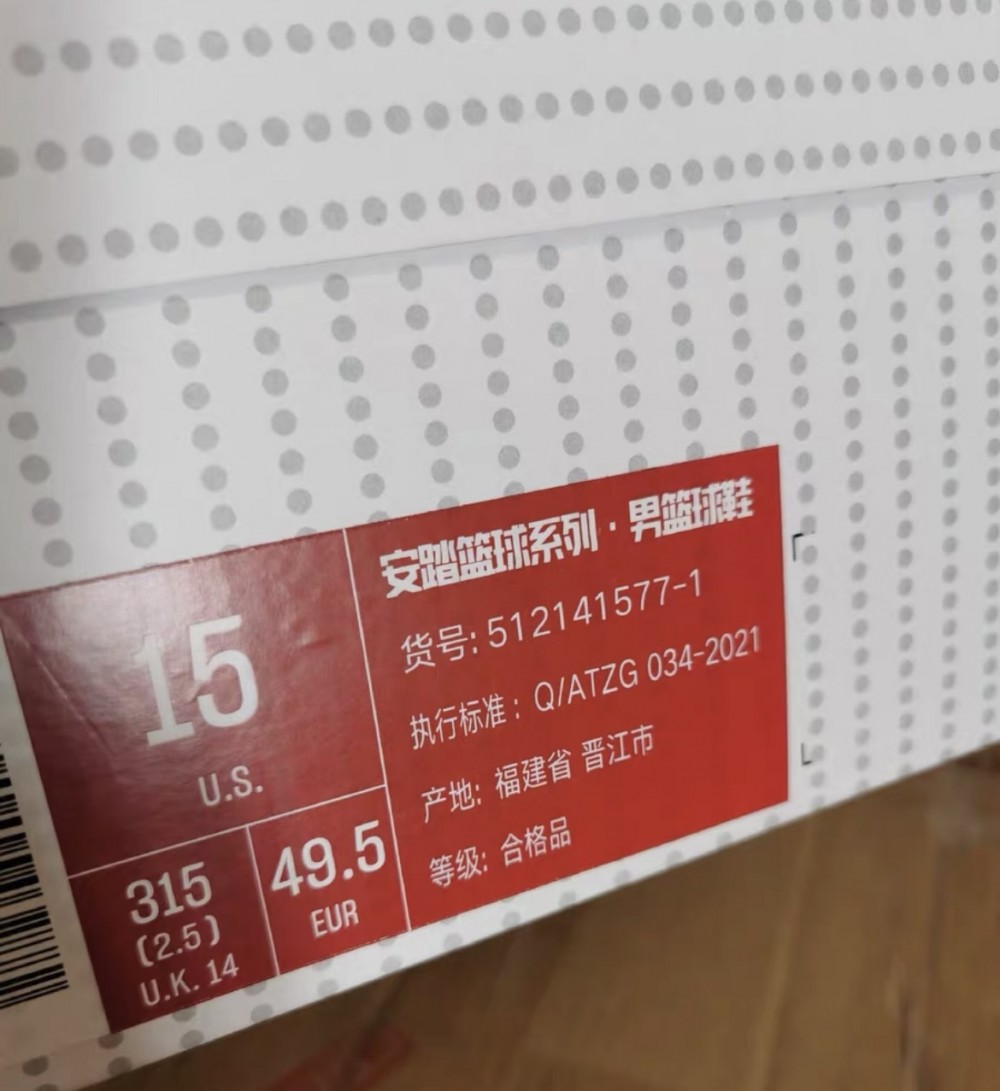 15
U.S.
315
(2.5)
U.K. 14
49.5
EUR
安踏篮球系列·男篮球鞋
货号: 512141577-1
执行标准: Q/ATZG 034-2021
产地: 福建省 晋江市
等级: 合格品